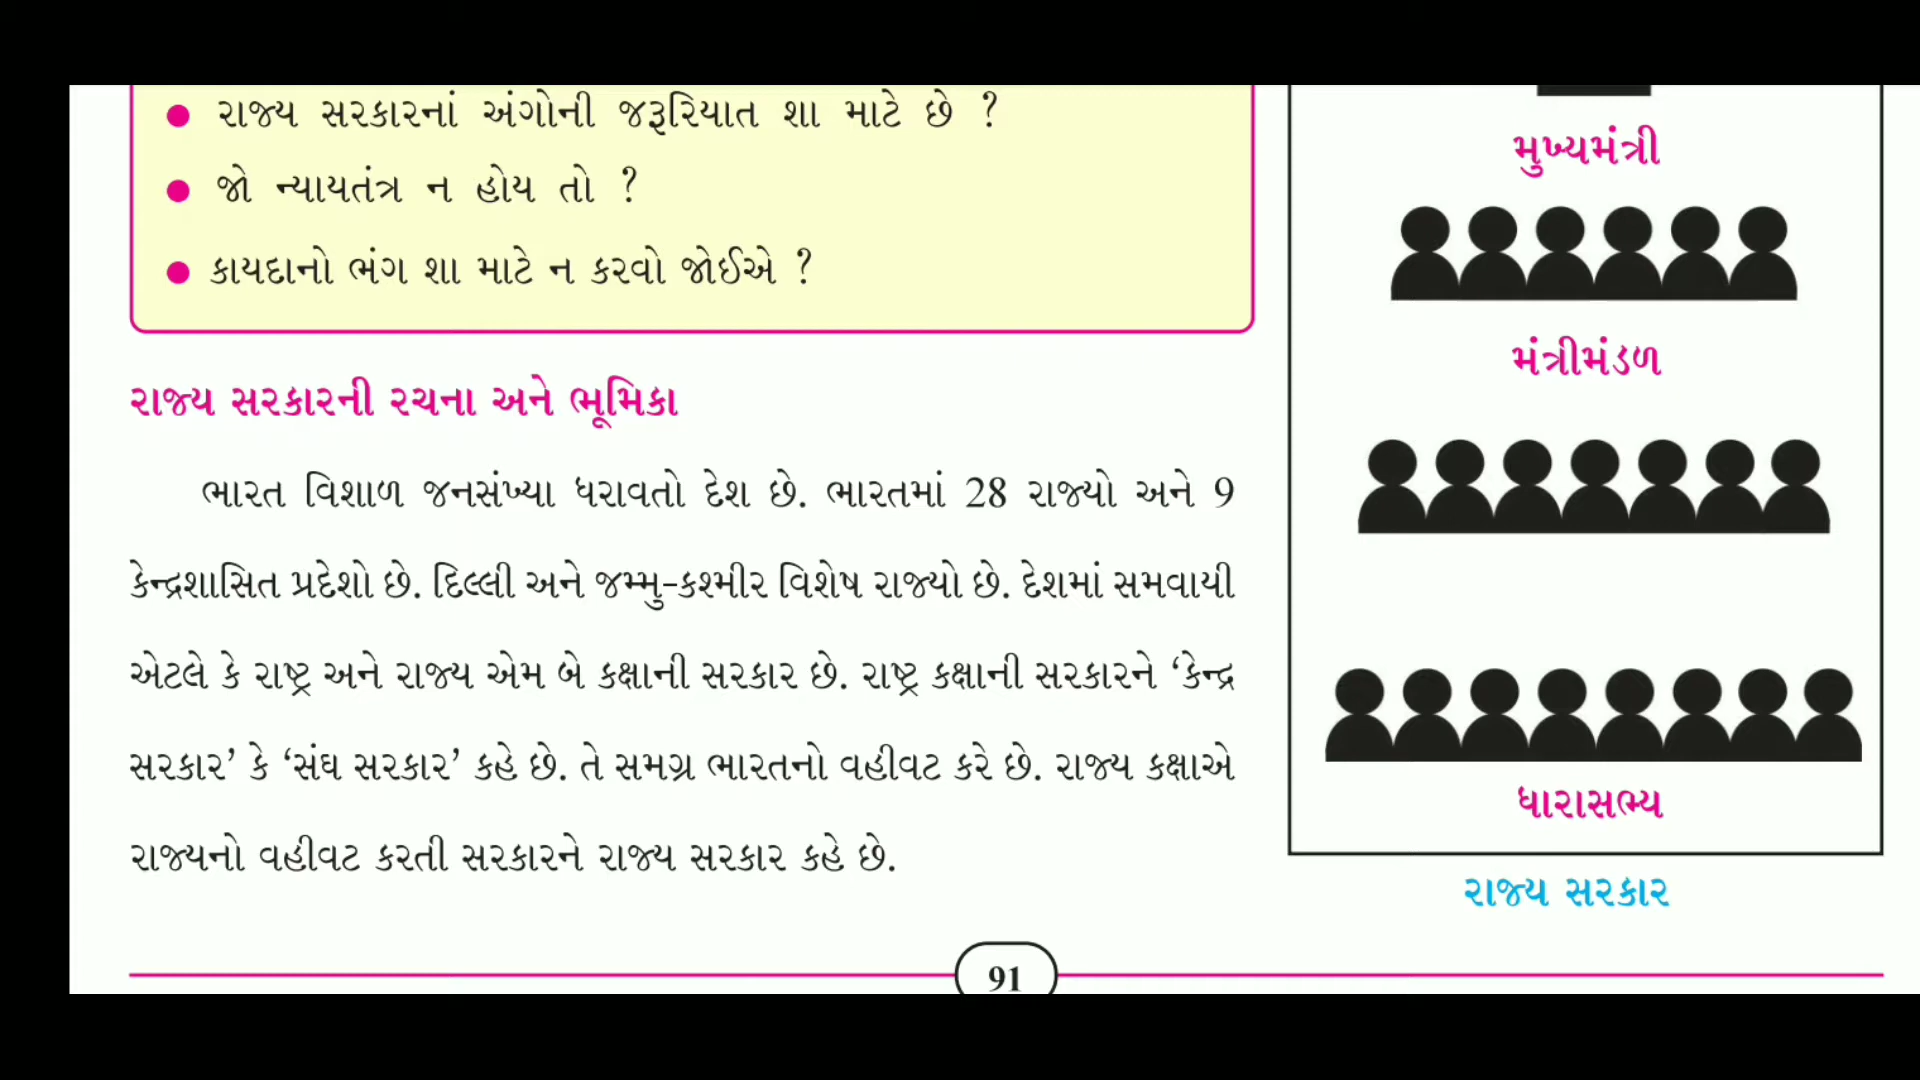 રાજ્ય સરકારનાં અંગોની જરૂરિયાત શા માટે છે ?
જો ન્યાયતંત્ર ન હોય તો ?
કાયદાનો ભંગ શા માટે ન કરવો જોઈએ ?
રાજ્ય સરકારની રચના અને ભૂમિકા
ભારત વિશાળ જનસંખ્યા ધરાવતો દેશ છે. ભારતમાં 28 રાજ્યો અને 9
કેન્દ્રશાસિત પ્રદેશો છે. દિલ્લી અને જમ્મુ-કશ્મીર વિશેષ રાજ્યો છે. દેશમાં સમવાયી
એટલે કે રાષ્ટ્ર અને રાજ્ય એમ બે કક્ષાની સરકાર છે. રાષ્ટ્ર કક્ષાની સરકારને ‘કેન્દ્ર
સરકાર’ કે ‘સંઘ સરકાર’ કહે છે. તે સમગ્ર ભારતનો વહીવટ કરે છે. રાજ્ય કક્ષાએ
રાજ્યનો વહીવટ કરતી સરકારને રાજ્ય સરકાર કહે છે.
મુખ્યમંત્રી
મંત્રીમંડળ
ધારાસભ્ય
રાજ્ય સરકાર
91